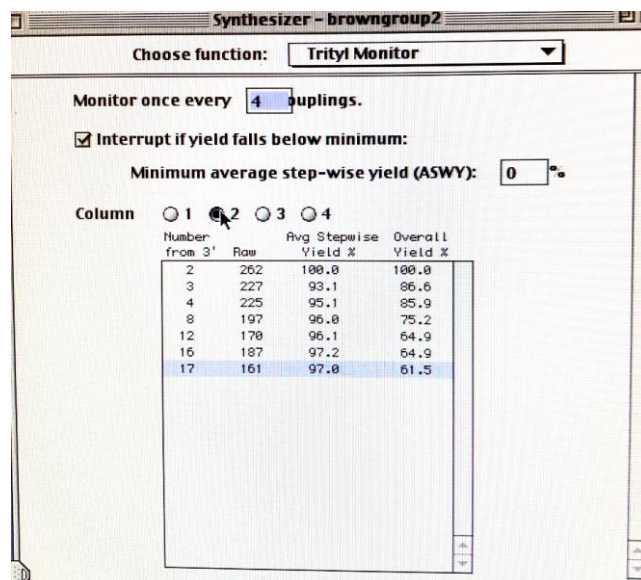 Synthesizer – browngroup2
Choose function: Trityl Monitor
Monitor once every 4 ouplings.
Interrupt if yield falls below minimum:
Minimum average step-wise yield (ASWY): 0 %
Column 1 2 3 4
Number Avg Stepwise Overall
from 3' Raw Yield % Yield %
2 262 100.0 100.0
3 227 93.1 86.6
4 225 95.1 85.9
8 197 96.0 75.2
12 170 96.1 64.9
16 187 97.2 64.9
17 161 97.0 61.5